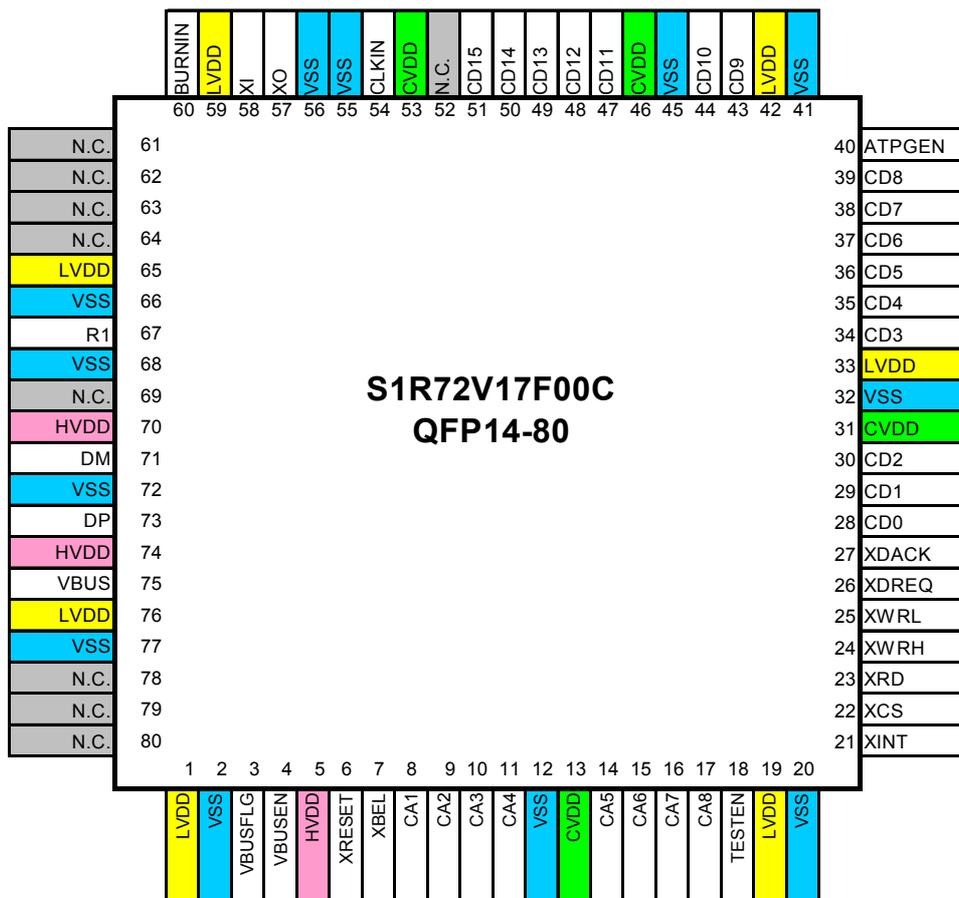 BURNIN LVDD XI XO VSS VSS CLKIN CVDD N.C. CD15 CD14 CD13 CD12 CD11 CVDD VSS CD10 CD9 LVDD VSS
60 59 58 57 56 55 54 53 52 51 50 49 48 47 46 45 44 43 42 41
N.C. 61 40 ATPGEN
N.C. 62 39 CD8
N.C. 63 38 CD7
N.C. 64 37 CD6
LVDD 65 36 CD5
VSS 66 35 CD4
R1 67 34 CD3
VSS 68 33 LVDD
S1R72V17F00C
N.C. 69 32 VSS
QFP14-80
HVDD 70 31 CVDD
DM 71 30 CD2
VSS 72 29 CD1
DP 73 28 CD0
HVDD 74 27 XDACK
VBUS 75 26 XDREQ
LVDD 76 25 XWRL
VSS 77 24 XWRH
N.C. 78 23 XRD
N.C. 79 22 XCS
N.C. 80 21 XINT
1 2 3 4 5 6 7 8 9 10 11 12 13 14 15 16 17 18 19 20
LVDD VSS VBUSFLG VBUSEN HVDD XRESET XBEL CA1 CA2 CA3 CA4 VSS CVDD CA5 CA6 CA7 CA8 TESTEN LVDD VSS